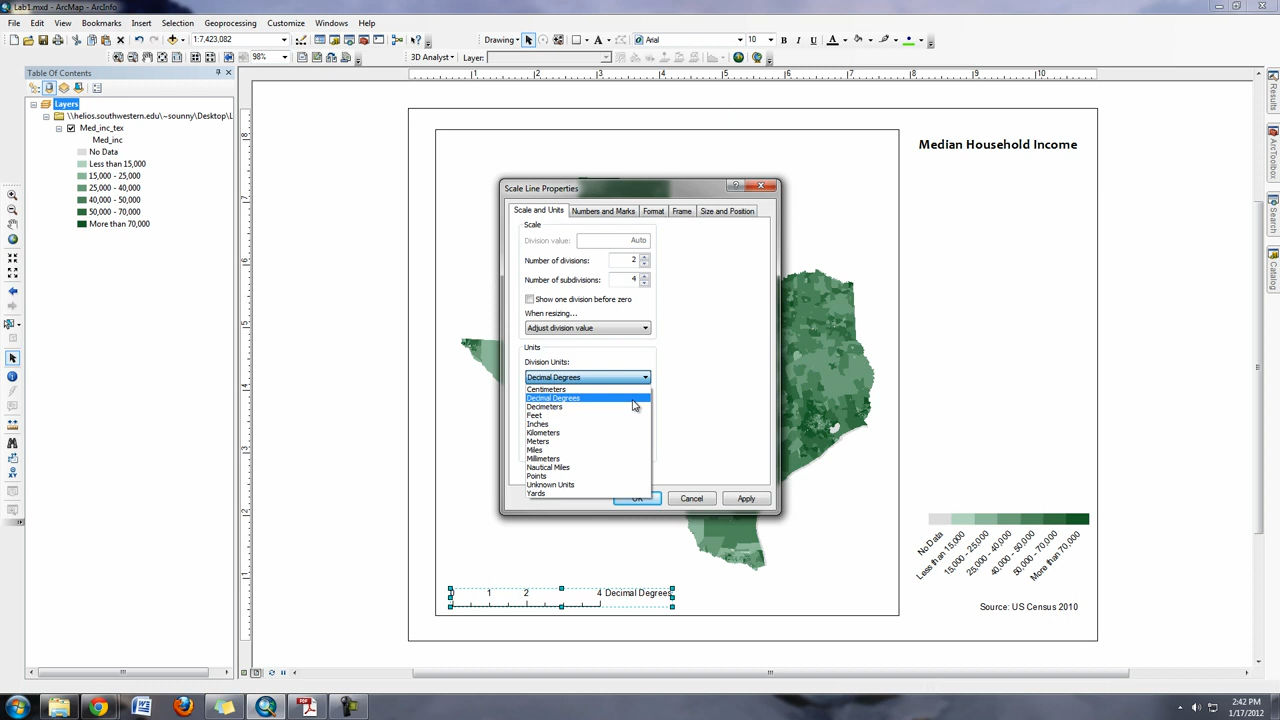 Lab1.mxd - ArcMap - ArcInfo
File Edit View Bookmarks Insert Selection Geoprocessing Customize Windows Help
1:7,423,082
Drawing
Arial
10
B I U A
98%
3D Analyst
Layer:
Table Of Contents
Layers
\\helios.southwestern.edu\~sounny\Desktop\L
Med_inc_tex
Med_inc
No Data
Less than 15,000
15,000 - 25,000
25,000 - 40,000
40,000 - 50,000
50,000 - 70,000
More than 70,000
Results
ArcToolbox
Search
Catalog
Median Household Income
Scale Line Properties
Scale and Units Numbers and Marks Format Frame Size and Position
Scale
Division value: Auto
Number of divisions: 2
Number of subdivisions: 4
Show one division before zero
When resizing...
Adjust division value
Units
Division Units:
Decimal Degrees
Centimeters
Decimal Degrees
Decimeters
Feet
Inches
Kilometers
Meters
Miles
Millimeters
Nautical Miles
Points
Unknown Units
Yards
OK Cancel Apply
No Data
Less than 15,000
15,000 - 25,000
25,000 - 40,000
40,000 - 50,000
50,000 - 70,000
More than 70,000
0 1 2 4 Decimal Degrees
Source: US Census 2010
2:42 PM
1/17/2012